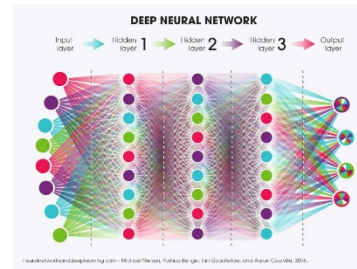 DEEP NEURAL NETWORK
Input layer Hidden layer 1 Hidden layer 2 Hidden layer 3 Output layer
neuralnetworksanddeeplearning.com - Michael Nielsen, Yoshua Bengio, Ian Goodfellow, and Aaron Courville, 2016.